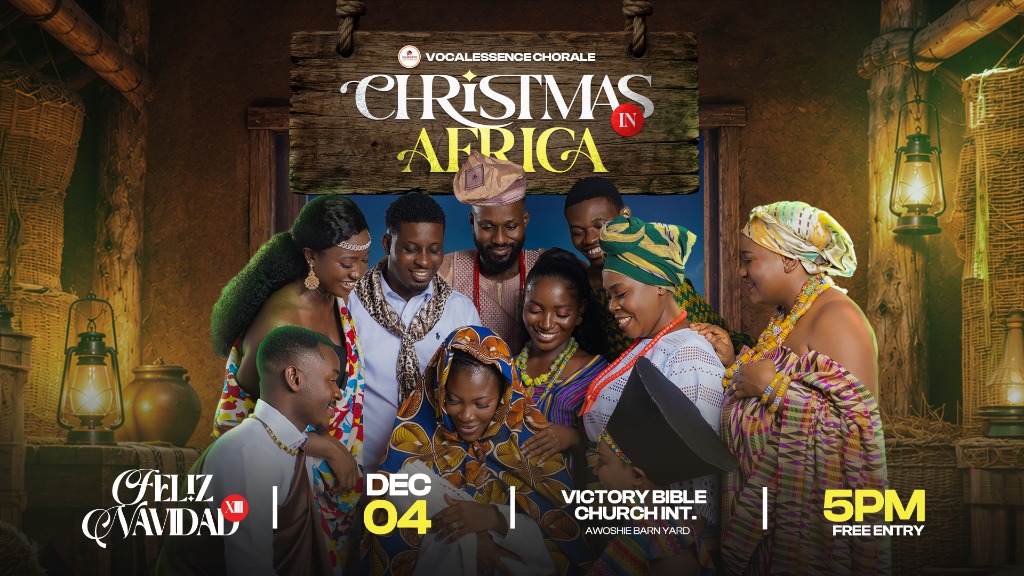 VOCALESSENCE CHORALE
CHRISTMAS
IN
AFRICA
FELIZ
NAVIDAD
XIII
DEC
04
VICTORY BIBLE
CHURCH INT.
AWOSHIE BARN YARD
5PM
FREE ENTRY